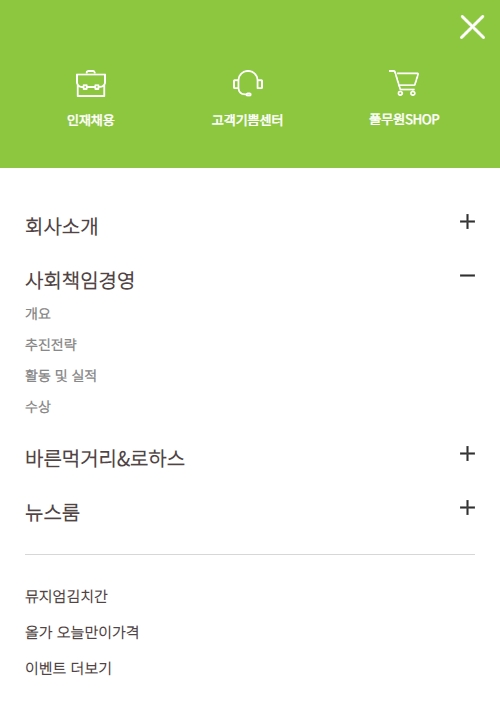 인재채용
고객기쁨센터
풀무원SHOP
회사소개
사회책임경영
개요
추진전략
활동 및 실적
수상
바른먹거리&로하스
뉴스룸
뮤지엄김치간
올가 오늘만이가격
이벤트 더보기